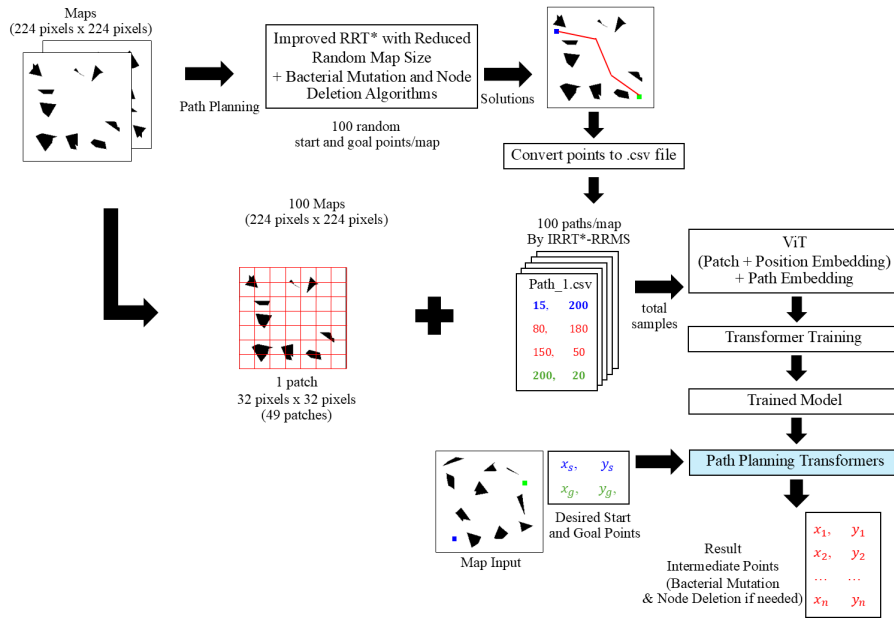 Maps
(224 pixels x 224 pixels)
Path Planning
Improved RRT* with Reduced
Random Map Size
+ Bacterial Mutation and Node
Deletion Algorithms
100 random
start and goal points/map
Solutions
Convert points to .csv file
100 Maps
(224 pixels x 224 pixels)
1 patch
32 pixels x 32 pixels
(49 patches)
100 paths/map
By IRRT*-RRMS
Path_1.csv
15, 200
80, 180
150, 50
200, 20
total
samples
ViT
(Patch + Position Embedding)
+ Path Embedding
Transformer Training
Trained Model
Path Planning Transformers
Map Input
x_s, y_s
x_g, y_g,
Desired Start
and Goal Points
Result
Intermediate Points
(Bacterial Mutation
& Node Deletion if needed)
x_1, y_1
x_2, y_2
... ...
x_n y_n